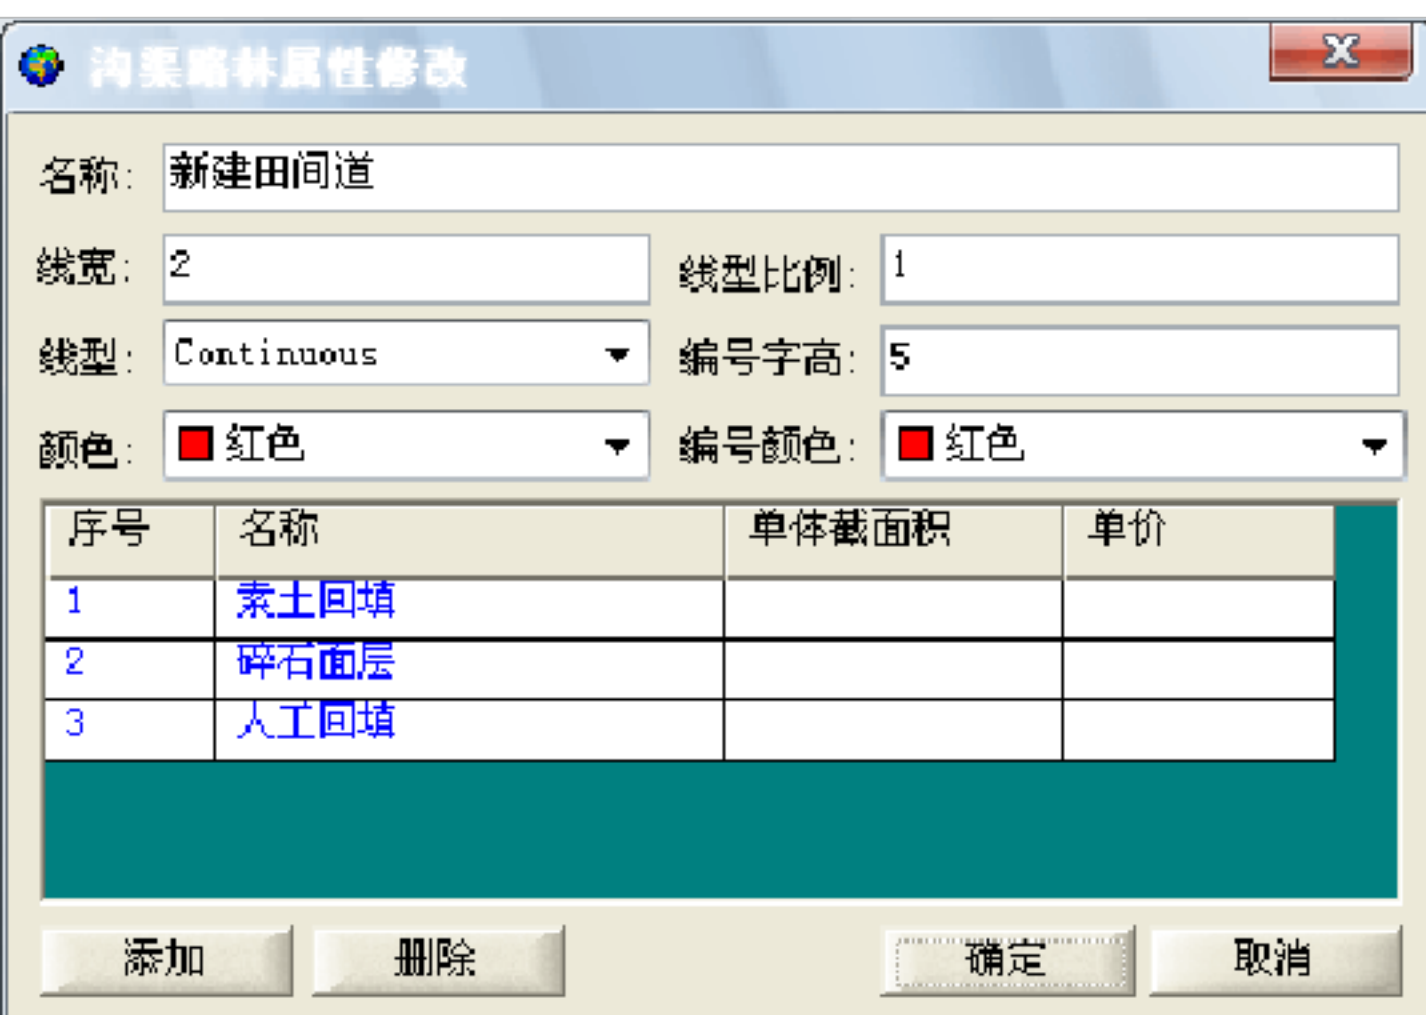 沟渠路林属性修改
名称: 新建田间道
线宽: 2 线型比例: 1
线型: Continuous 编号字高: 5
颜色: 红色 编号颜色: 红色
序号 名称 单体截面积 单价
1 素土回填
2 碎石面层
3 人工回填
添加 删除 确定 取消